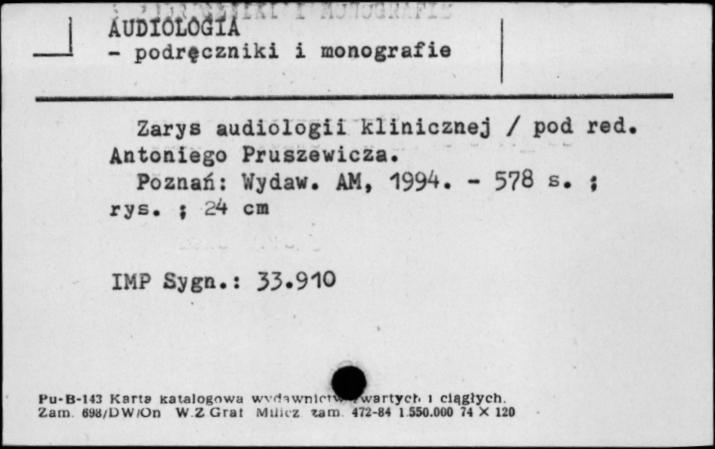 AUDIOLOGIA
- podręczniki i monografie
Zarys audiologii klinicznej / pod red.
Antoniego Pruszewicza.
Poznań: Wydaw. AM, 1994. - 578 s. ;
rys. ; 24 cm
IMP Sygn.: 33.910
Pu-B-143 Karta katalogowa wydawnictw zwartych i ciągłych.
Zam. 698/DW/On W.Z.Graf Milicz zam. 472-84 1.550.000 74 X 120